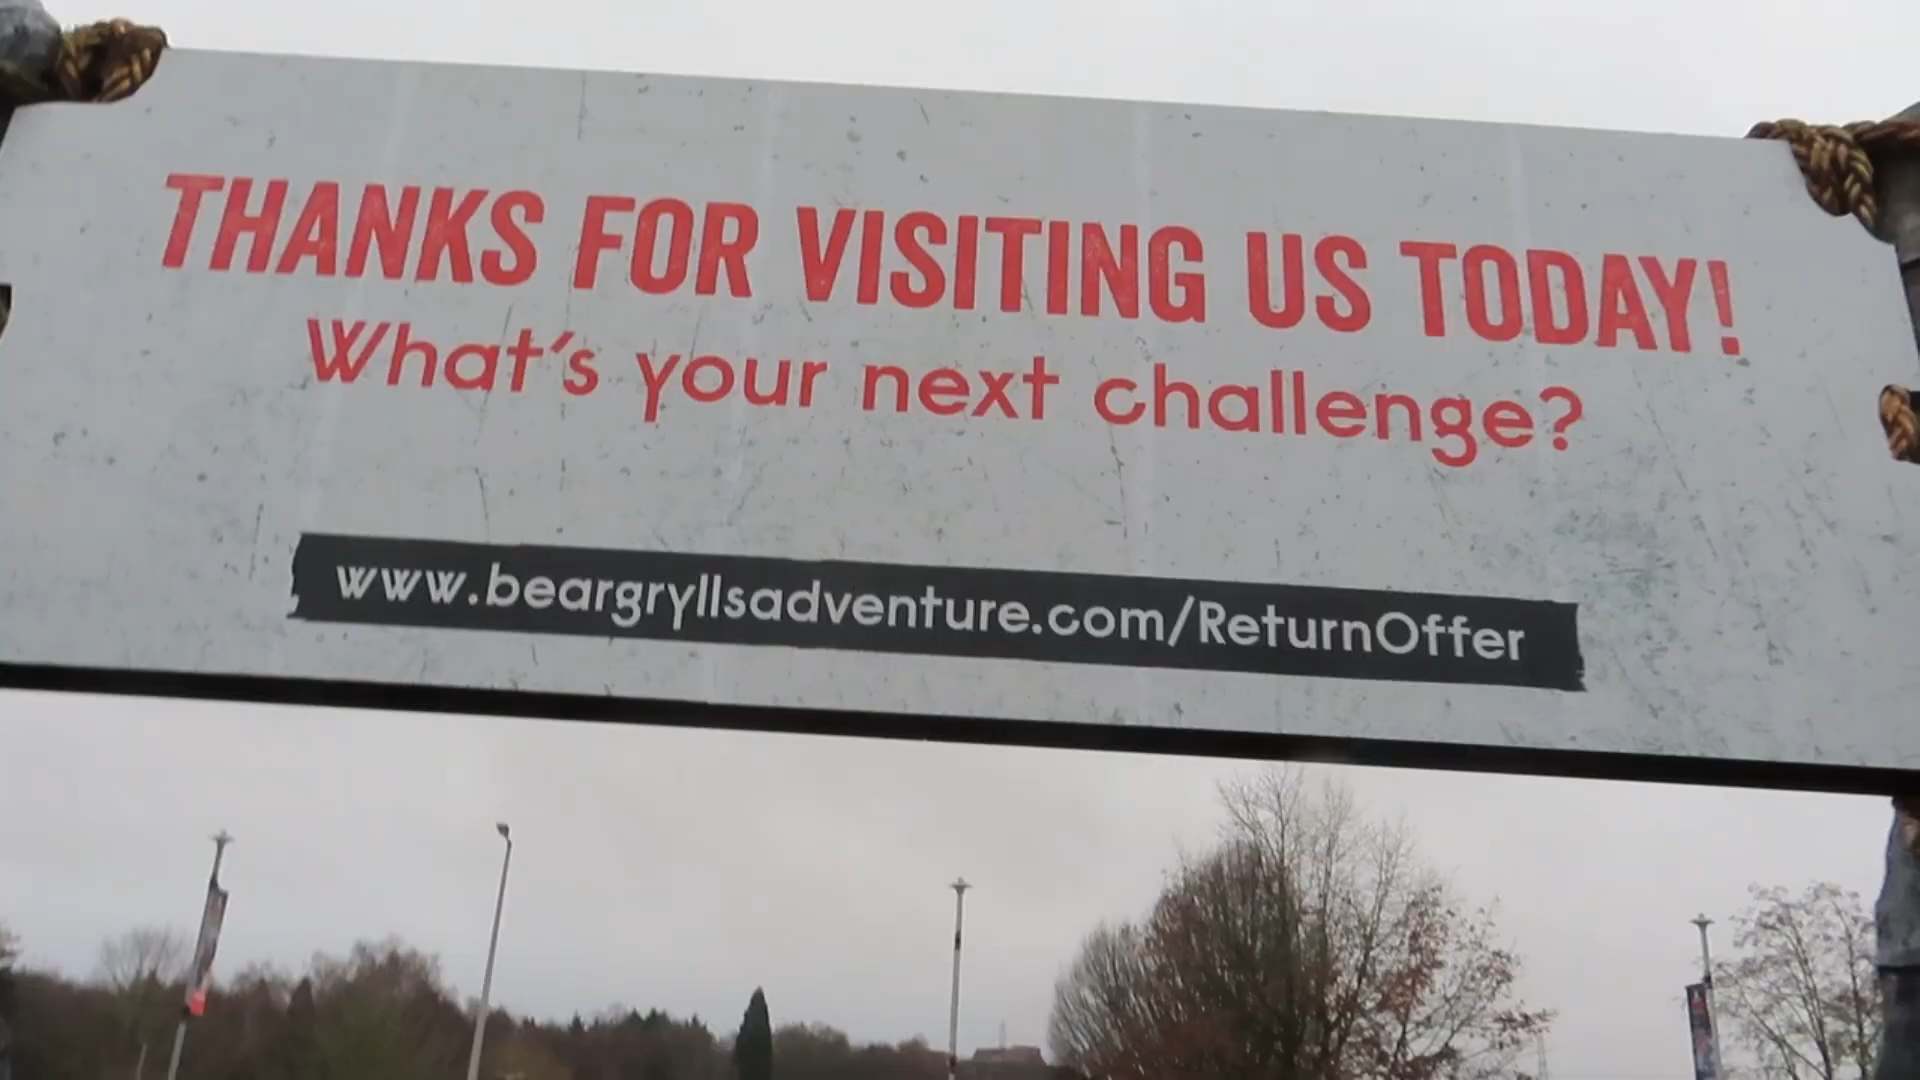 THANKS FOR VISITING US TODAY!
What's your next challenge?
www.beargryllsadventure.com/ReturnOffer